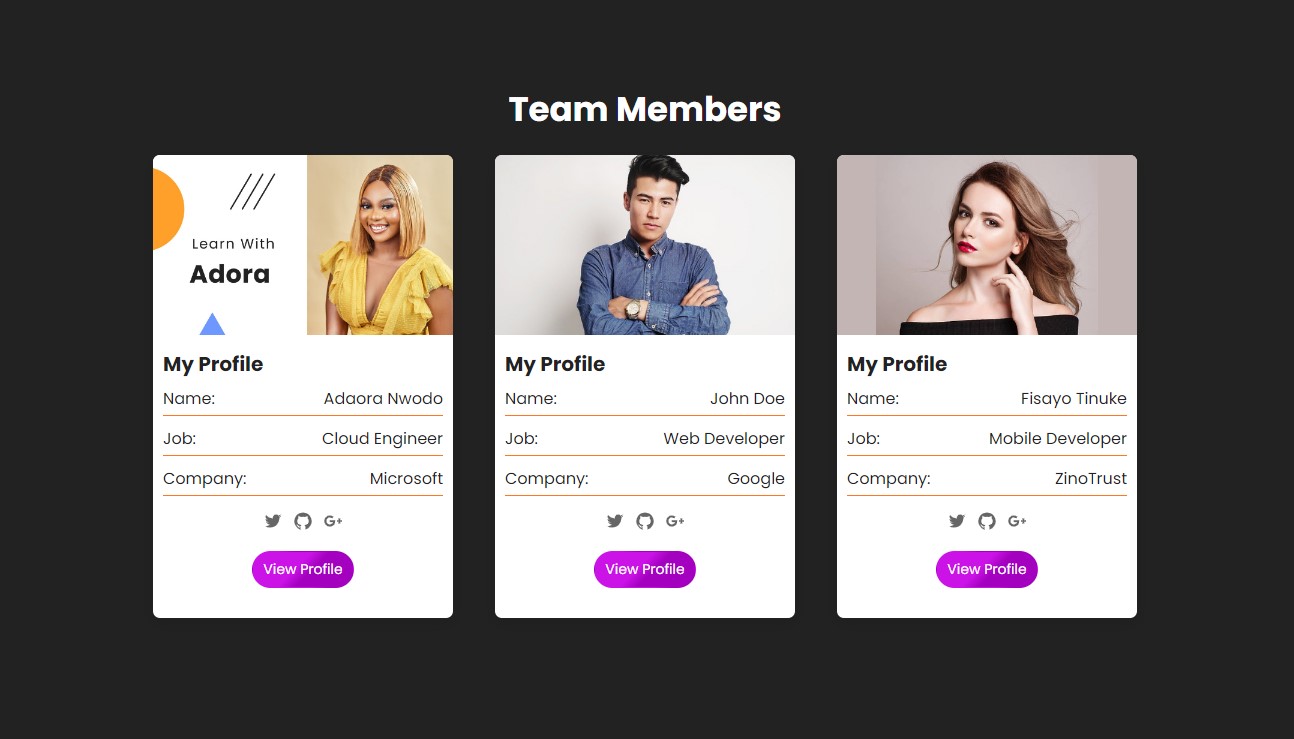 Team Members
Learn With
Adora
My Profile
Name: Adaora Nwodo
Job: Cloud Engineer
Company: Microsoft
G+
View Profile
My Profile
Name: John Doe
Job: Web Developer
Company: Google
G+
View Profile
My Profile
Name: Fisayo Tinuke
Job: Mobile Developer
Company: ZinoTrust
G+
View Profile